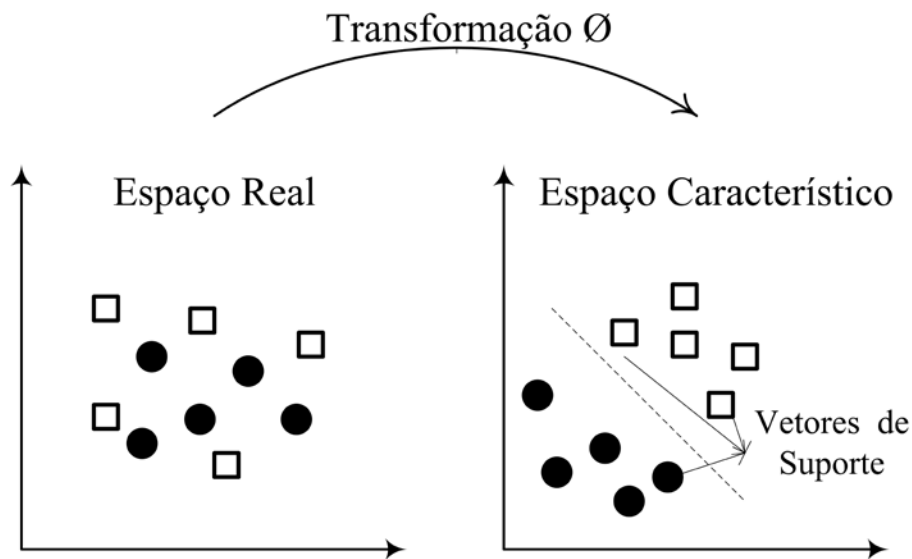 Transformação Ø
Espaço Real
Espaço Característico
Vetores de
Suporte